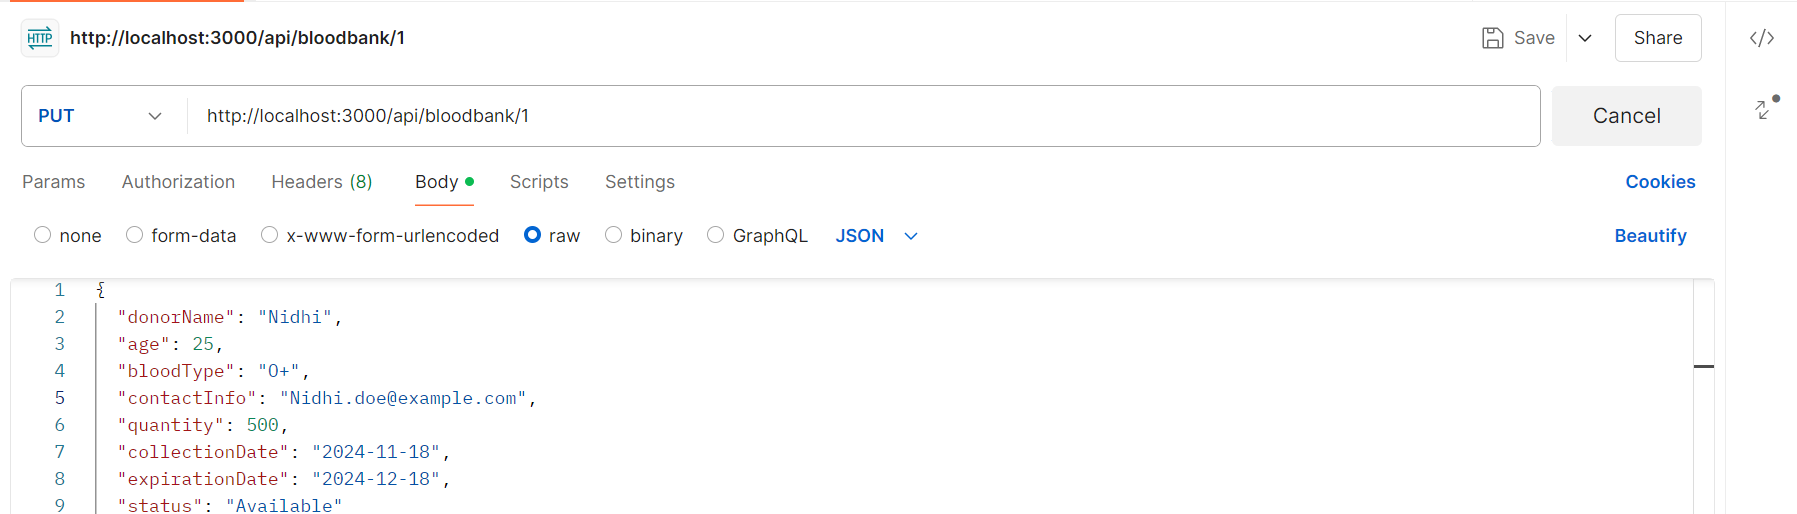 HTTP http://localhost:3000/api/bloodbank/1 Save Share </>
PUT http://localhost:3000/api/bloodbank/1 Cancel
Params Authorization Headers (8) Body Scripts Settings Cookies
none form-data x-www-form-urlencoded raw binary GraphQL JSON Beautify
1 {
2 "donorName": "Nidhi",
3 "age": 25,
4 "bloodType": "O+",
5 "contactInfo": "Nidhi.doe@example.com",
6 "quantity": 500,
7 "collectionDate": "2024-11-18",
8 "expirationDate": "2024-12-18",
9 "status": "Available"